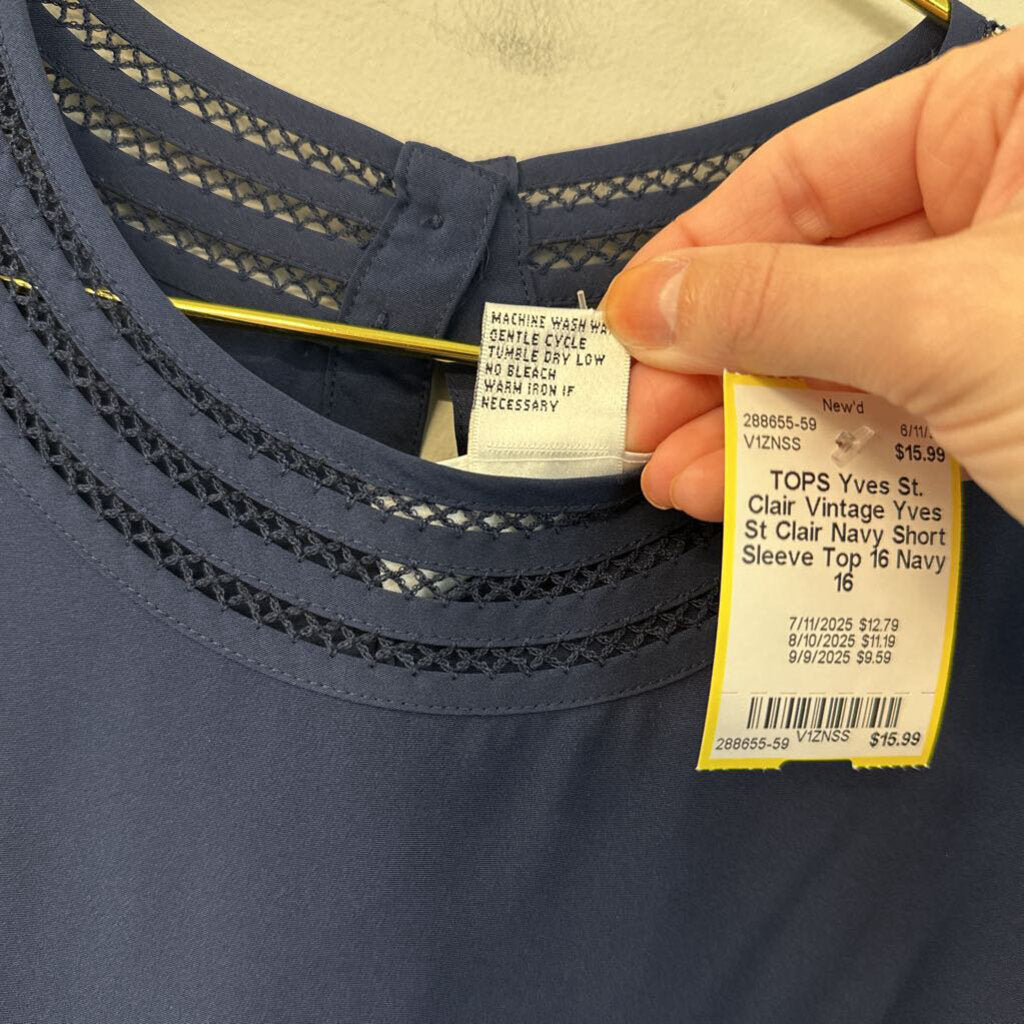 MACHINE WASH
GENTLE CYCLE
TUMBLE DRY LOW
NO BLEACH
WARM IRON IF
NECESSARY
New'd
288655-59
V1ZNSS
$15.99
TOPS Yves St.
Clair Vintage Yves
St Clair Navy Short
Sleeve Top 16 Navy
16
7/11/2025 $12.79
8/10/2025 $11.19
9/9/2025 $9.59
288655-59 V1ZNSS $15.99